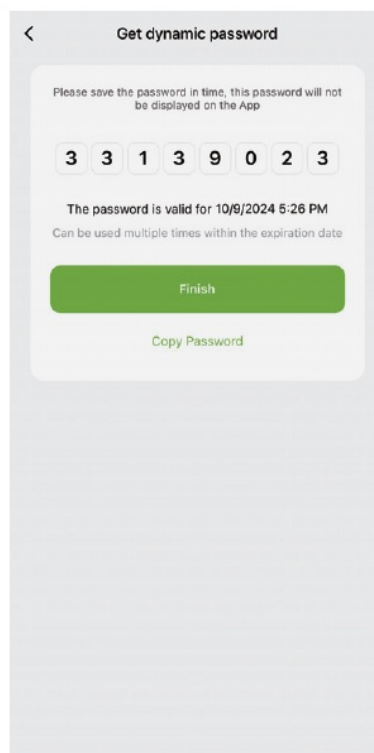 Get dynamic password
Please save the password in time, this password will not
be displayed on the App
3 3 1 3 9 0 2 3
The password is valid for 10/9/2024 5:26 PM
Can be used multiple times within the expiration date
Finish
Copy Password